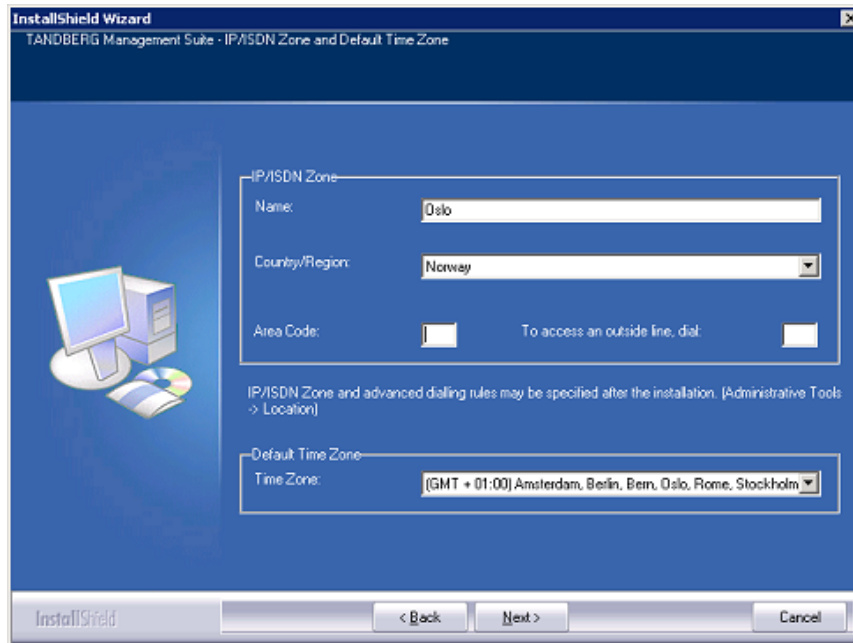 InstallShield Wizard
TANDBERG Management Suite - IP/ISDN Zone and Default Time Zone
IP/ISDN Zone
Name:
Oslo
Country/Region:
Norway
Area Code:
To access an outside line, dial:
IP/ISDN Zone and advanced dialling rules may be specified after the installation. (Administrative Tools
-> Location)
Default Time Zone
Time Zone:
(GMT + 01:00) Amsterdam, Berlin, Bern, Oslo, Rome, Stockholm
InstallShield
< Back
Next >
Cancel